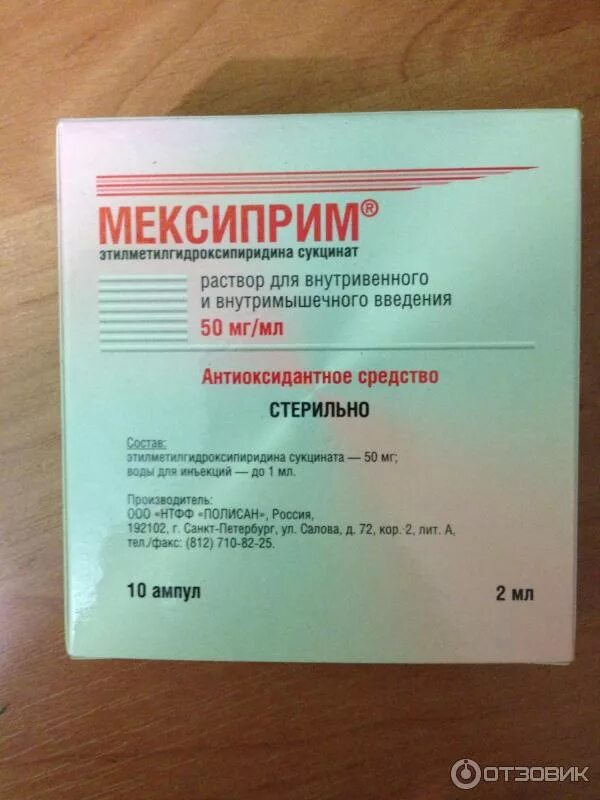 МЕКСИПРИМ®
этилметилгидроксипиридина сукцинат
раствор для внутривенного
и внутримышечного введения
50 мг/мл
Антиоксидантное средство
СТЕРИЛЬНО
Состав:
этилметилгидроксипиридина сукцината — 50 мг;
воды для инъекций — до 1 мл.
Производитель:
ООО «НТФФ «ПОЛИСАН», Россия,
192102, г. Санкт-Петербург, ул. Салова, д. 72, кор. 2, лит. А,
тел./факс: (812) 710-82-25.
10 ампул 2 мл
ОТЗОВИК